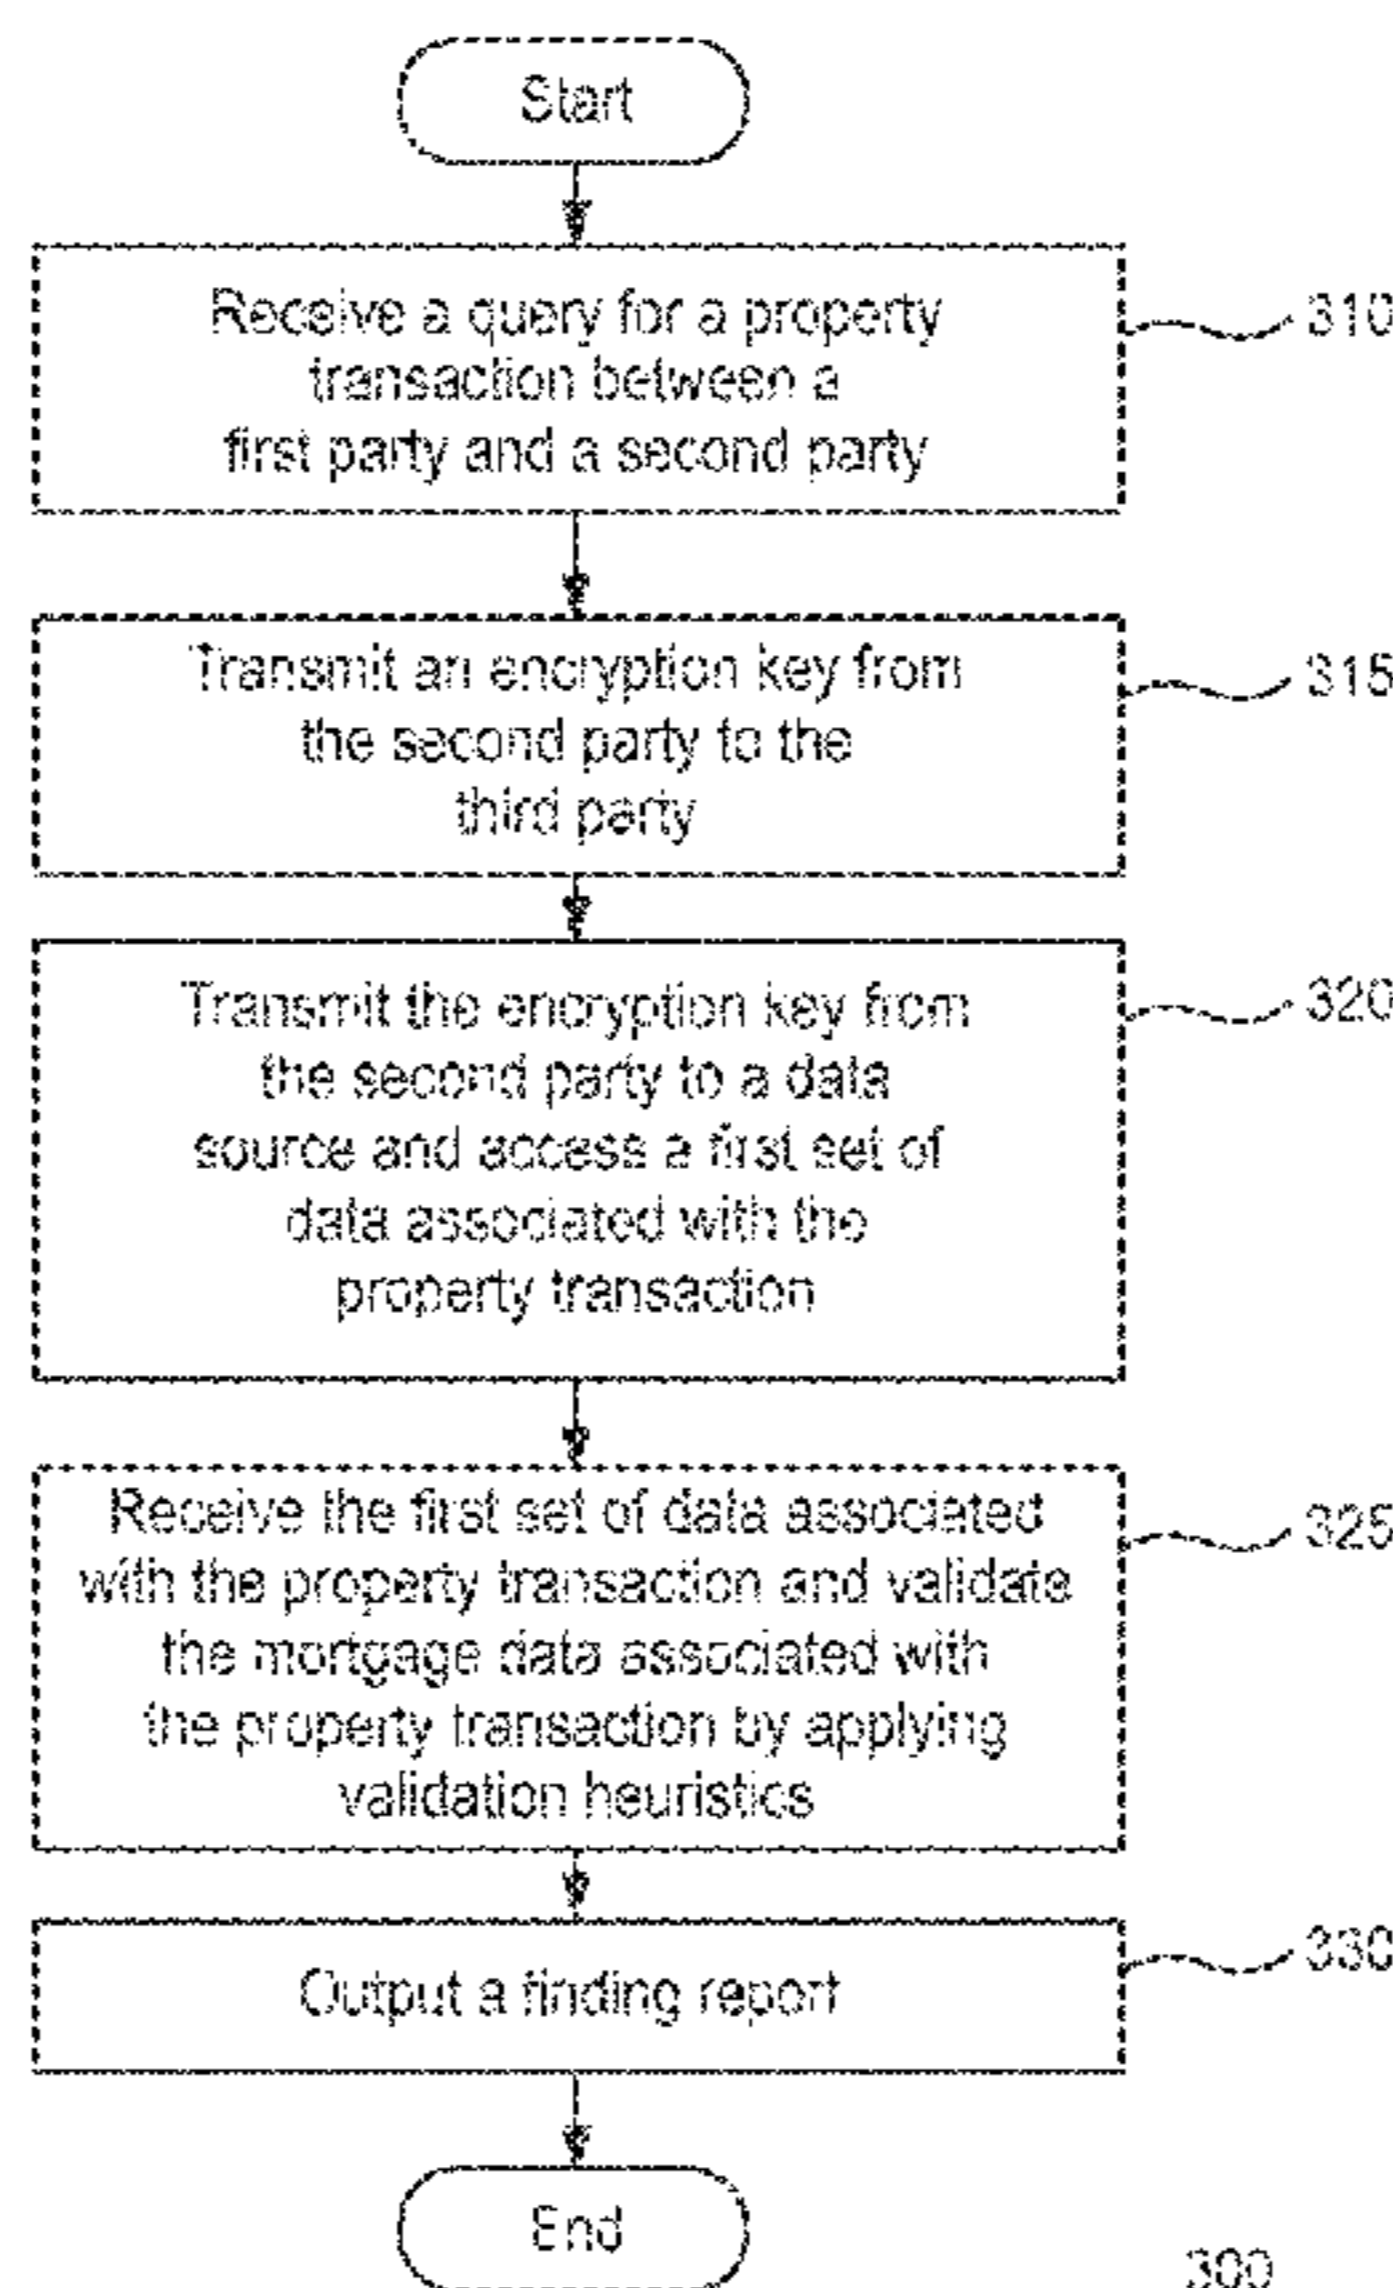 Start
Receive a query for a property
transaction between a
first party and a second party
310
Transmit an encryption key from
the second party to the
third party
315
Transmit the encryption key from
the second party to a data
source and access a first set of
data associated with the
property transaction
320
Receive the first set of data associated
with the property transaction and validate
the mortgage data associated with
the property transaction by applying
validation heuristics
325
Output a finding report
330
End
300